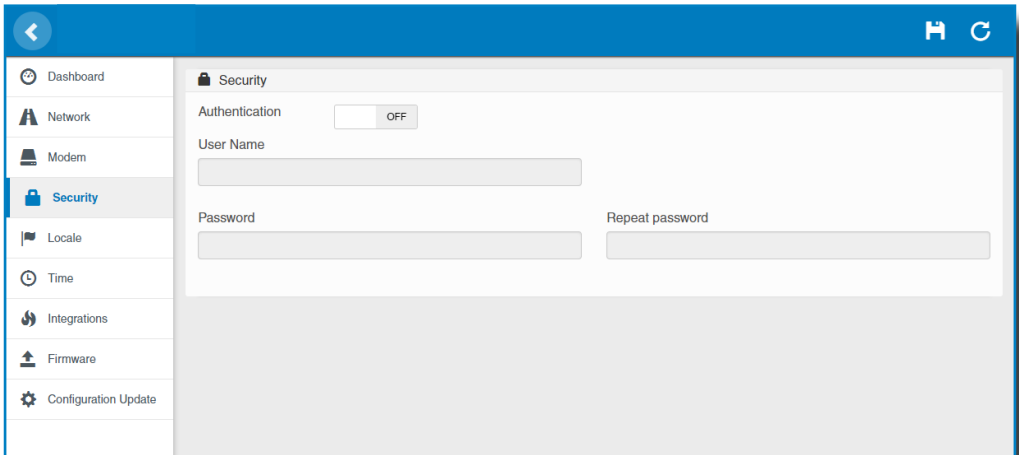 Dashboard
Network
Modem
Security
Locale
Time
Integrations
Firmware
Configuration Update
Security
Authentication OFF
User Name
Password Repeat password